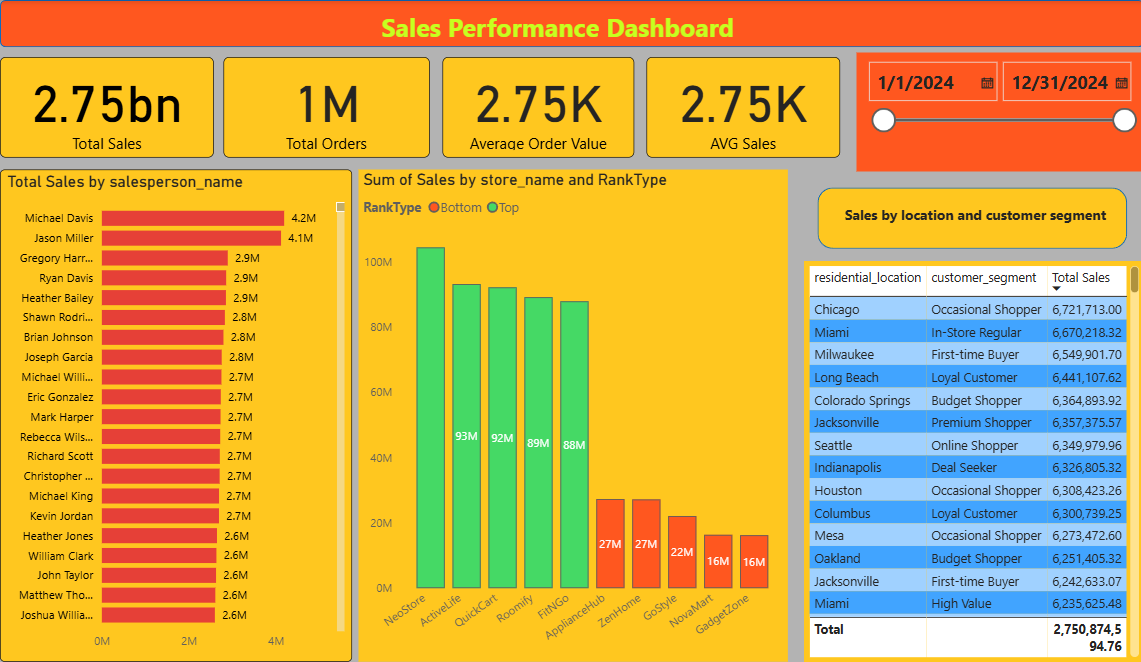 Sales Performance Dashboard
2.75bn
Total Sales
1M
Total Orders
2.75K
Average Order Value
2.75K
AVG Sales
1/1/2024
12/31/2024
Total Sales by salesperson_name
Michael Davis 4.2M
Jason Miller 4.1M
Gregory Harr... 2.9M
Ryan Davis 2.9M
Heather Bailey 2.9M
Shawn Rodri... 2.8M
Brian Johnson 2.8M
Joseph Garcia 2.8M
Michael Willi... 2.7M
Eric Gonzalez 2.7M
Mark Harper 2.7M
Rebecca Wils... 2.7M
Richard Scott 2.7M
Christopher ... 2.7M
Michael King 2.7M
Kevin Jordan 2.7M
Heather Jones 2.6M
William Clark 2.6M
John Taylor 2.6M
Matthew Tho... 2.6M
Joshua Willia... 2.6M
0M 2M 4M
Sum of Sales by store_name and RankType
RankType Bottom Top
100M
80M
60M
40M
20M
0M
93M 92M 89M 88M 27M 27M 22M 16M 16M
NeoStore ActiveLife QuickCart Roomify FitNGo ApplianceHub ZenHome GoStyle NovaMart GadgetZone
Sales by location and customer segment
residential_location customer_segment Total Sales
Chicago Occasional Shopper 6,721,713.00
Miami In-Store Regular 6,670,218.32
Milwaukee First-time Buyer 6,549,901.70
Long Beach Loyal Customer 6,441,107.62
Colorado Springs Budget Shopper 6,364,893.92
Jacksonville Premium Shopper 6,357,375.57
Seattle Online Shopper 6,349,979.96
Indianapolis Deal Seeker 6,326,805.32
Houston Occasional Shopper 6,308,423.26
Columbus Loyal Customer 6,300,739.25
Mesa Occasional Shopper 6,273,472.60
Oakland Budget Shopper 6,251,405.32
Jacksonville First-time Buyer 6,242,633.07
Miami High Value 6,235,625.48
Total 2,750,874,5
94.76